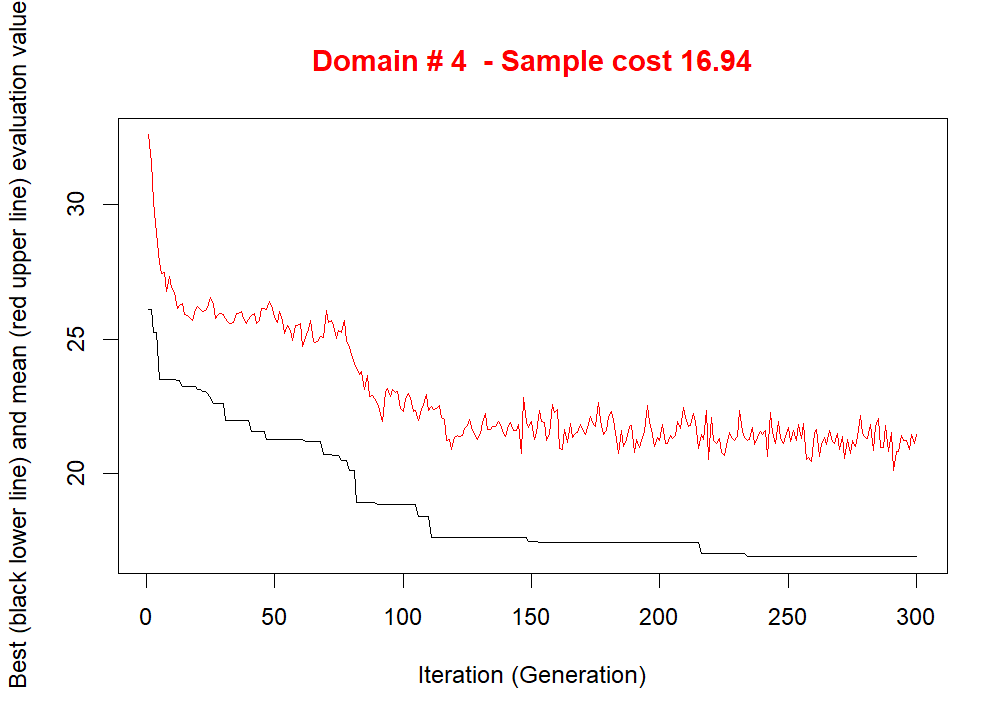 Domain # 4  - Sample cost 16.94
Best (black lower line) and mean (red upper line) evaluation value
30
25
20
0 50 100 150 200 250 300
Iteration (Generation)